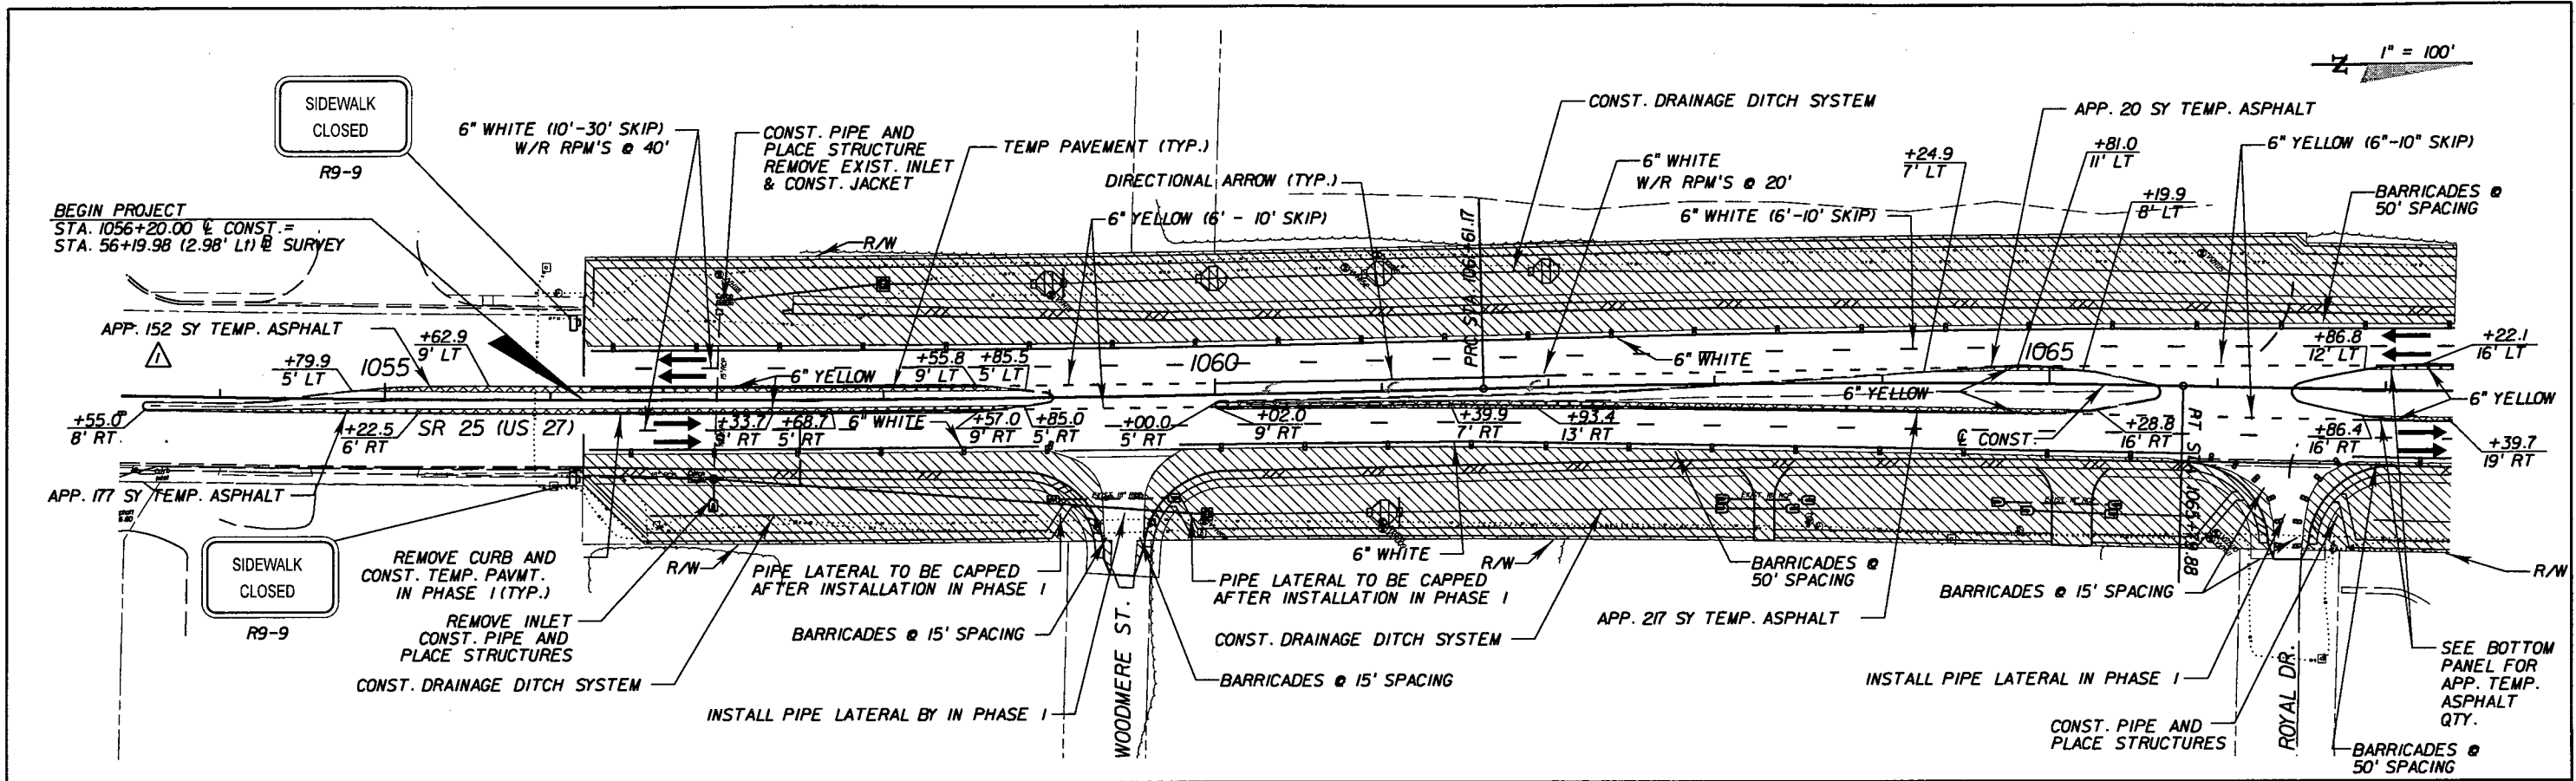 1" = 100'
Z
SIDEWALK
CLOSED
R9-9
6" WHITE (10'-30' SKIP)
W/R RPM'S @ 40'
CONST. PIPE AND
PLACE STRUCTURE
REMOVE EXIST. INLET
& CONST. JACKET
TEMP PAVEMENT (TYP.)
CONST. DRAINAGE DITCH SYSTEM
APP. 20 SY TEMP. ASPHALT
6" WHITE
W/R RPM'S @ 20'
+24.9
7' LT
+81.0
11' LT
6" YELLOW (6"-10" SKIP)
DIRECTIONAL ARROW (TYP.)
6" YELLOW (6' - 10' SKIP)
6" WHITE (6'-10' SKIP)
+19.9
8' LT
BARRICADES @
50' SPACING
BEGIN PROJECT
STA. 1056+20.00 ℄ CONST.=
STA. 56+19.98 (2.98' Lt) B SURVEY
R/W
PRC STA. 1061+61.17
APP. 152 SY TEMP. ASPHALT
1
+79.9
5' LT
1055
+62.9
9' LT
6" YELLOW
+55.8
9' LT
+85.5
5' LT
1060
6" WHITE
1065
+86.8
12' LT
+22.1
16' LT
6" YELLOW
6" YELLOW
+55.0
8' RT
+22.5
6' RT
SR 25 (US 27)
+33.7
9' RT
+68.7
5' RT
6" WHITE
+57.0
9' RT
+85.0
5' RT
+00.0
5' RT
+02.0
9' RT
+39.9
7' RT
+93.4
13' RT
℄ CONST.
+28.8
16' RT
PT STA. 1065+79.88
+86.4
16' RT
+39.7
19' RT
APP. 177 SY TEMP. ASPHALT
SIDEWALK
CLOSED
R9-9
REMOVE CURB AND
CONST. TEMP. PAVMT.
IN PHASE I (TYP.)
R/W
PIPE LATERAL TO BE CAPPED
AFTER INSTALLATION IN PHASE I
PIPE LATERAL TO BE CAPPED
AFTER INSTALLATION IN PHASE I
6" WHITE
R/W
BARRICADES @
50' SPACING
BARRICADES @ 15' SPACING
R/W
REMOVE INLET
CONST. PIPE AND
PLACE STRUCTURES
BARRICADES @ 15' SPACING
WOODMERE ST.
CONST. DRAINAGE DITCH SYSTEM
APP. 217 SY TEMP. ASPHALT
CONST. DRAINAGE DITCH SYSTEM
BARRICADES @ 15' SPACING
INSTALL PIPE LATERAL IN PHASE I
SEE BOTTOM
PANEL FOR
APP. TEMP.
ASPHALT
QTY.
INSTALL PIPE LATERAL BY IN PHASE I
CONST. PIPE AND
PLACE STRUCTURES
ROYAL DR.
BARRICADES @
50' SPACING